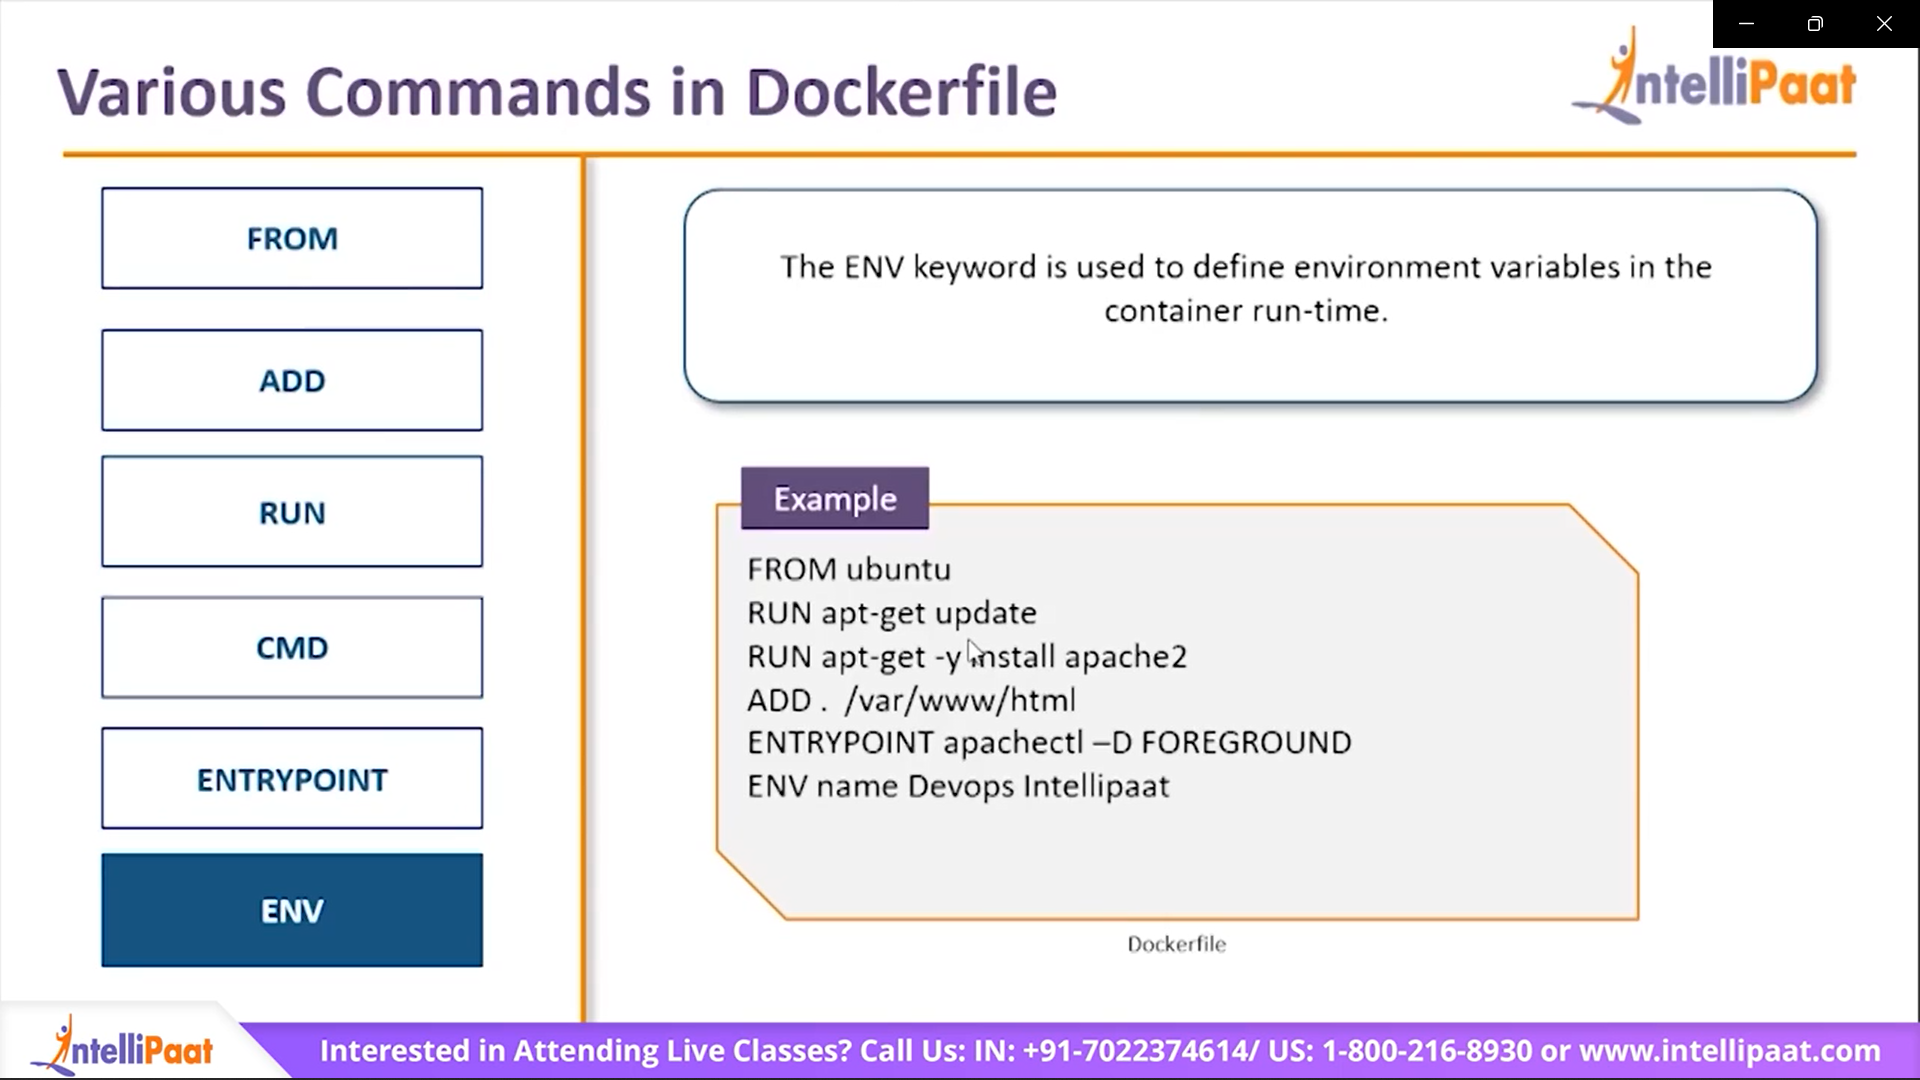 Various Commands in Dockerfile
IntelliPaat
FROM
ADD
RUN
CMD
ENTRYPOINT
ENV
The ENV keyword is used to define environment variables in the
container run-time.
Example
FROM ubuntu
RUN apt-get update
RUN apt-get -y install apache2
ADD . /var/www/html
ENTRYPOINT apachectl –D FOREGROUND
ENV name Devops Intellipaat
Dockerfile
IntelliPaat
Interested in Attending Live Classes? Call Us: IN: +91-7022374614/ US: 1-800-216-8930 or www.intellipaat.com